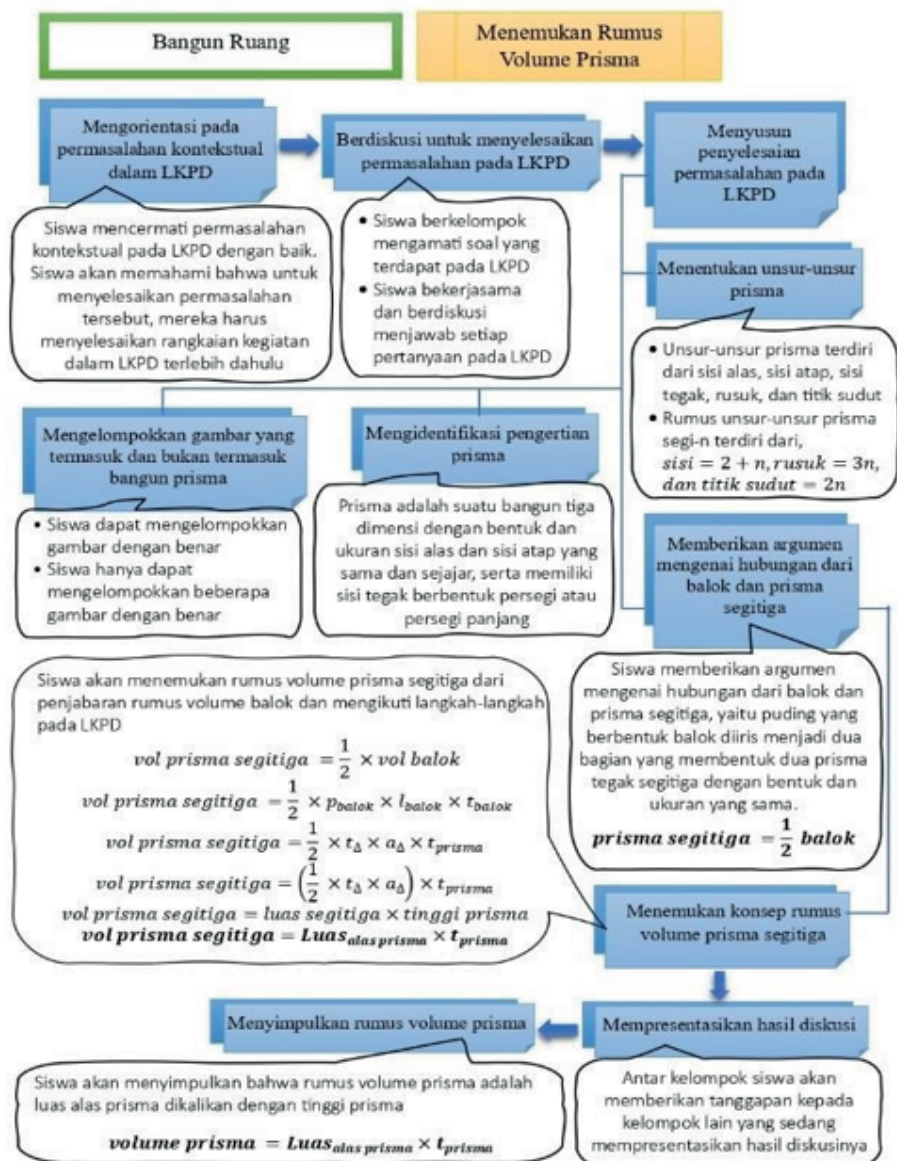 Bangun Ruang
Menemukan Rumus
Volume Prisma
Mengorientasi pada
permasalahan kontekstual
dalam LKPD
Berdiskusi untuk menyelesaikan
permasalahan pada LKPD
Menyusun
penyelesaian
permasalahan pada
LKPD
Siswa mencermati permasalahan
kontekstual pada LKPD dengan baik.
Siswa akan memahami bahwa untuk
menyelesaikan permasalahan
tersebut, mereka harus
menyelesaikan rangkaian kegiatan
dalam LKPD terlebih dahulu
• Siswa berkelompok
mengamati soal yang
terdapat pada LKPD
• Siswa bekerjasama
dan berdiskusi
menjawab setiap
pertanyaan pada LKPD
Menentukan unsur-unsur
prisma
• Unsur-unsur prisma terdiri
dari sisi alas, sisi atap, sisi
tegak, rusuk, dan titik sudut
• Rumus unsur-unsur prisma
segi-n terdiri dari,
sisi = 2 + n, rusuk = 3n,
dan titik sudut = 2n
Mengelompokkan gambar yang
termasuk dan bukan termasuk
bangun prisma
Mengidentifikasi pengertian
prisma
• Siswa dapat mengelompokkan
gambar dengan benar
• Siswa hanya dapat
mengelompokkan beberapa
gambar dengan benar
Prisma adalah suatu bangun tiga
dimensi dengan bentuk dan
ukuran sisi alas dan sisi atap yang
sama dan sejajar, serta memiliki
sisi tegak berbentuk persegi atau
persegi panjang
Memberikan argumen
mengenai hubungan dari
balok dan prisma
segitiga
Siswa memberikan argumen
mengenai hubungan dari balok dan
prisma segitiga, yaitu puding yang
berbentuk balok diiris menjadi dua
bagian yang membentuk dua prisma
tegak segitiga dengan bentuk dan
ukuran yang sama.
prisma segitiga = 1/2 balok
Siswa akan menemukan rumus volume prisma segitiga dari
penjabaran rumus volume balok dan mengikuti langkah-langkah
pada LKPD
vol prisma segitiga = 1/2 × vol balok
vol prisma segitiga = 1/2 × p_balok × l_balok × t_balok
vol prisma segitiga = 1/2 × t_Δ × a_Δ × t_prisma
vol prisma segitiga = (1/2 × t_Δ × a_Δ) × t_prisma
vol prisma segitiga = luas segitiga × tinggi prisma
vol prisma segitiga = Luas_alas prisma × t_prisma
Menemukan konsep rumus
volume prisma segitiga
Mempresentasikan hasil diskusi
Antar kelompok siswa akan
memberikan tanggapan kepada
kelompok lain yang sedang
mempresentasikan hasil diskusinya
Menyimpulkan rumus volume prisma
Siswa akan menyimpulkan bahwa rumus volume prisma adalah
luas alas prisma dikalikan dengan tinggi prisma
volume prisma = Luas_alas prisma × t_prisma